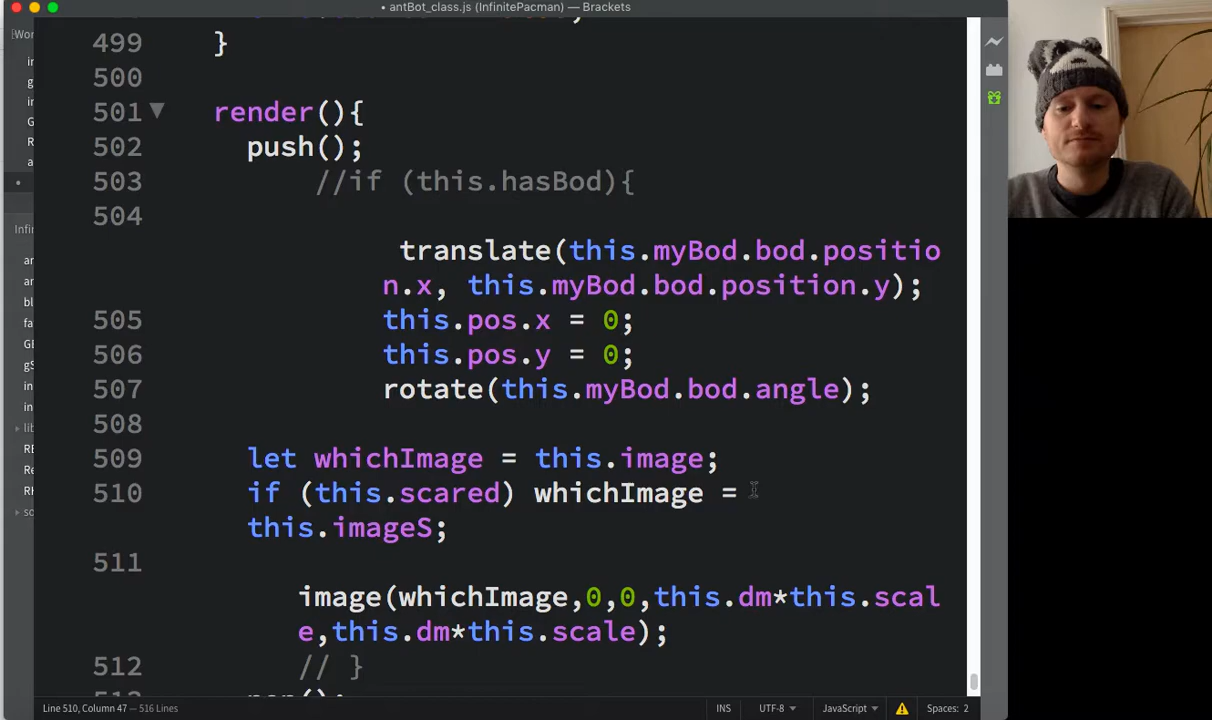 • antBot_class.js (InfinitePacman) — Brackets
499 }
500
501 render(){
502 push();
503 //if (this.hasBod){
504
translate(this.myBod.bod.positio
n.x, this.myBod.bod.position.y);
505 this.pos.x = 0;
506 this.pos.y = 0;
507 rotate(this.myBod.bod.angle);
508
509 let whichImage = this.image;
510 if (this.scared) whichImage =
this.imageS;
511
image(whichImage,0,0,this.dm*this.scal
e,this.dm*this.scale);
512 // }
Line 510, Column 47 — 516 Lines
INS UTF-8 JavaScript Spaces: 2